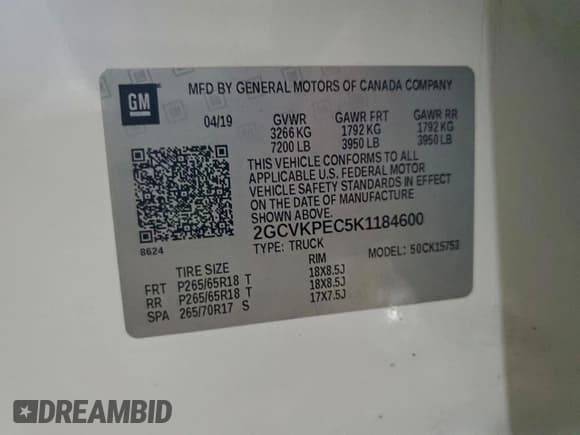 GM
MFD BY GENERAL MOTORS OF CANADA COMPANY
04/19 GVWR GAWR FRT GAWR RR
3266 KG 1792 KG 1792 KG
7200 LB 3950 LB 3950 LB
THIS VEHICLE CONFORMS TO ALL
APPLICABLE U.S. FEDERAL MOTOR
VEHICLE SAFETY STANDARDS IN EFFECT
ON THE DATE OF MANUFACTURE
SHOWN ABOVE.
8624
2GCVKPEC5K1184600
TYPE: TRUCK 50CK15753
TIRE SIZE RIM
FRT P265/65R18 T 18X8.5J
RR P265/65R18 T 18X8.5J
SPA 265/70R17 S 17X7.5J
DREAMBID